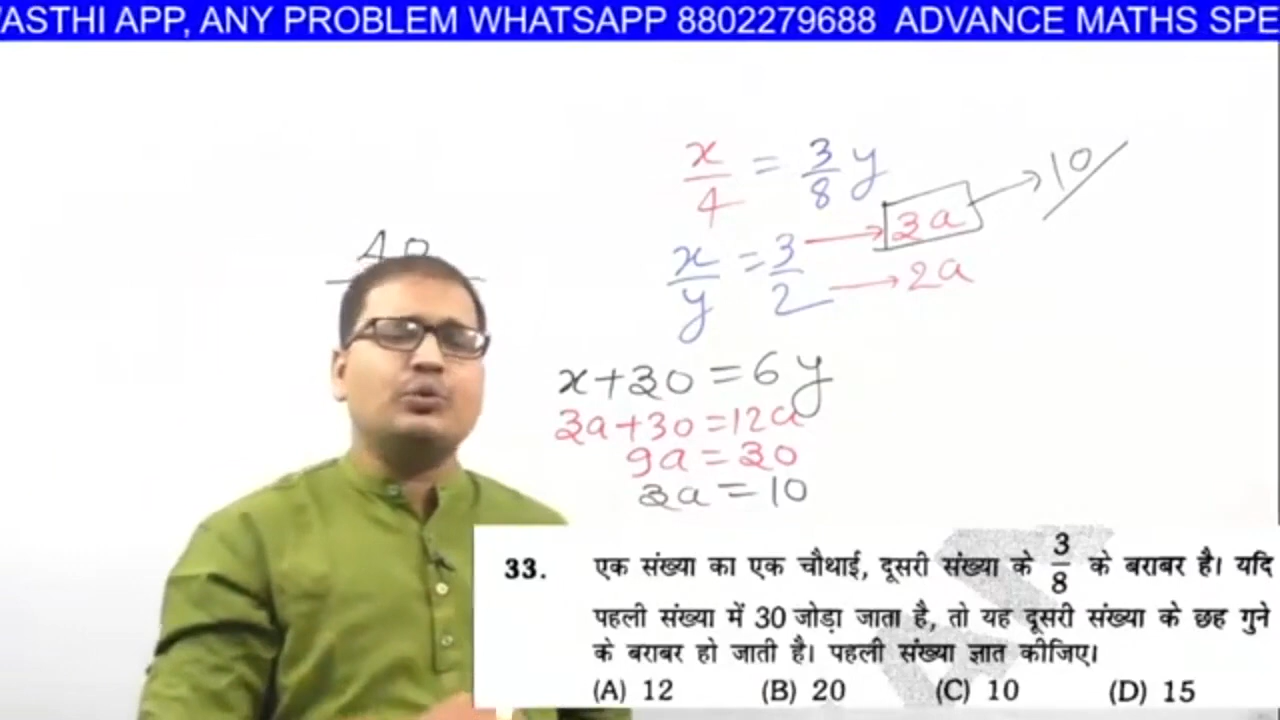 VASTHI APP, ANY PROBLEM WHATSAPP 8802279688 ADVANCE MATHS SPE
x/4 = 3/8 y
x/y = 3/2 → 3a → 10
→ 2a
x+30 = 6y
3a+30 = 12a
9a = 30
3a = 10
33. एक संख्या का एक चौथाई, दूसरी संख्या के 3/8 के बराबर है। यदि
पहली संख्या में 30 जोड़ा जाता है, तो यह दूसरी संख्या के छह गुने
के बराबर हो जाती है। पहली संख्या ज्ञात कीजिए।
(A) 12 (B) 20 (C) 10 (D) 15